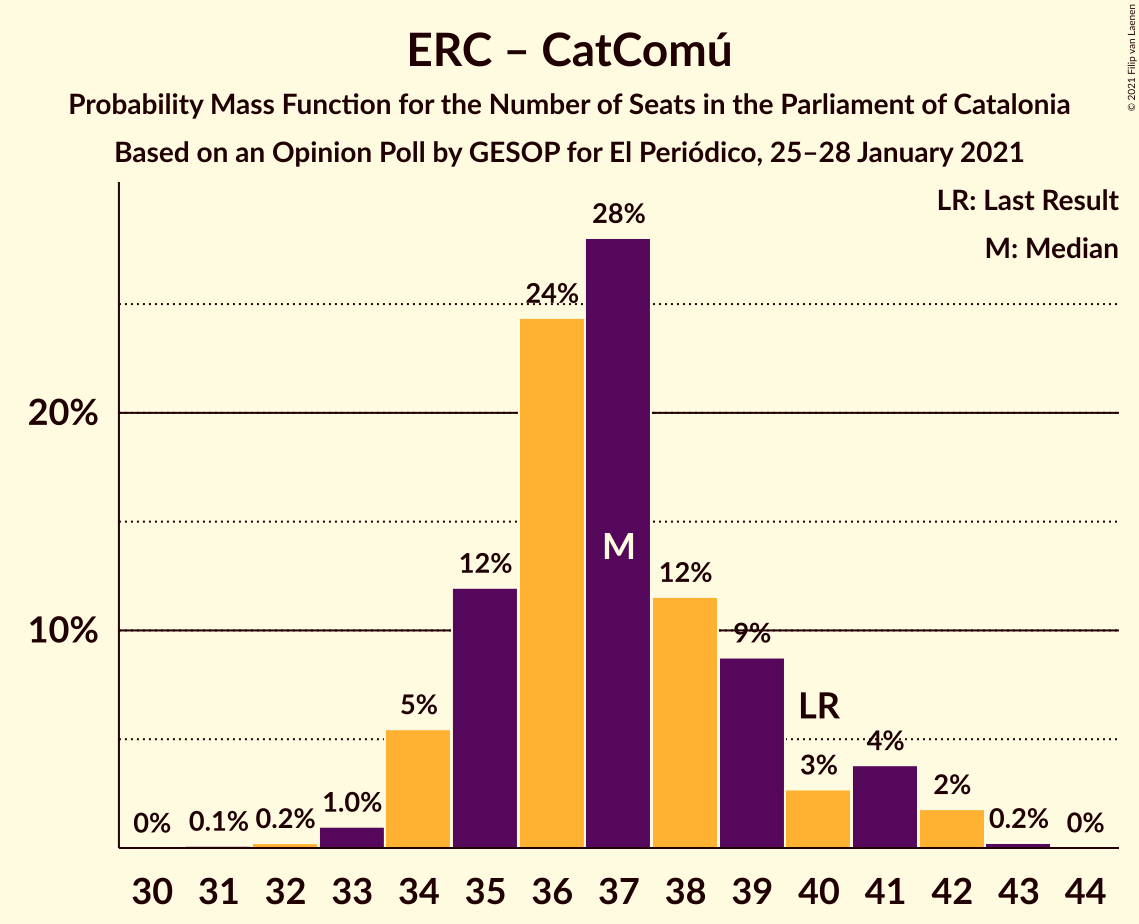 ERC – CatComú
Probability Mass Function for the Number of Seats in the Parliament of Catalonia
Based on an Opinion Poll by GESOP for El Periódico, 25–28 January 2021
© 2021 Filip van Laenen
LR: Last Result
M: Median
20%
10%
0%
0.1%
0.2%
1.0%
5%
12%
24%
28%
M
12%
9%
LR
3%
4%
2%
0.2%
0%
30 31 32 33 34 35 36 37 38 39 40 41 42 43 44